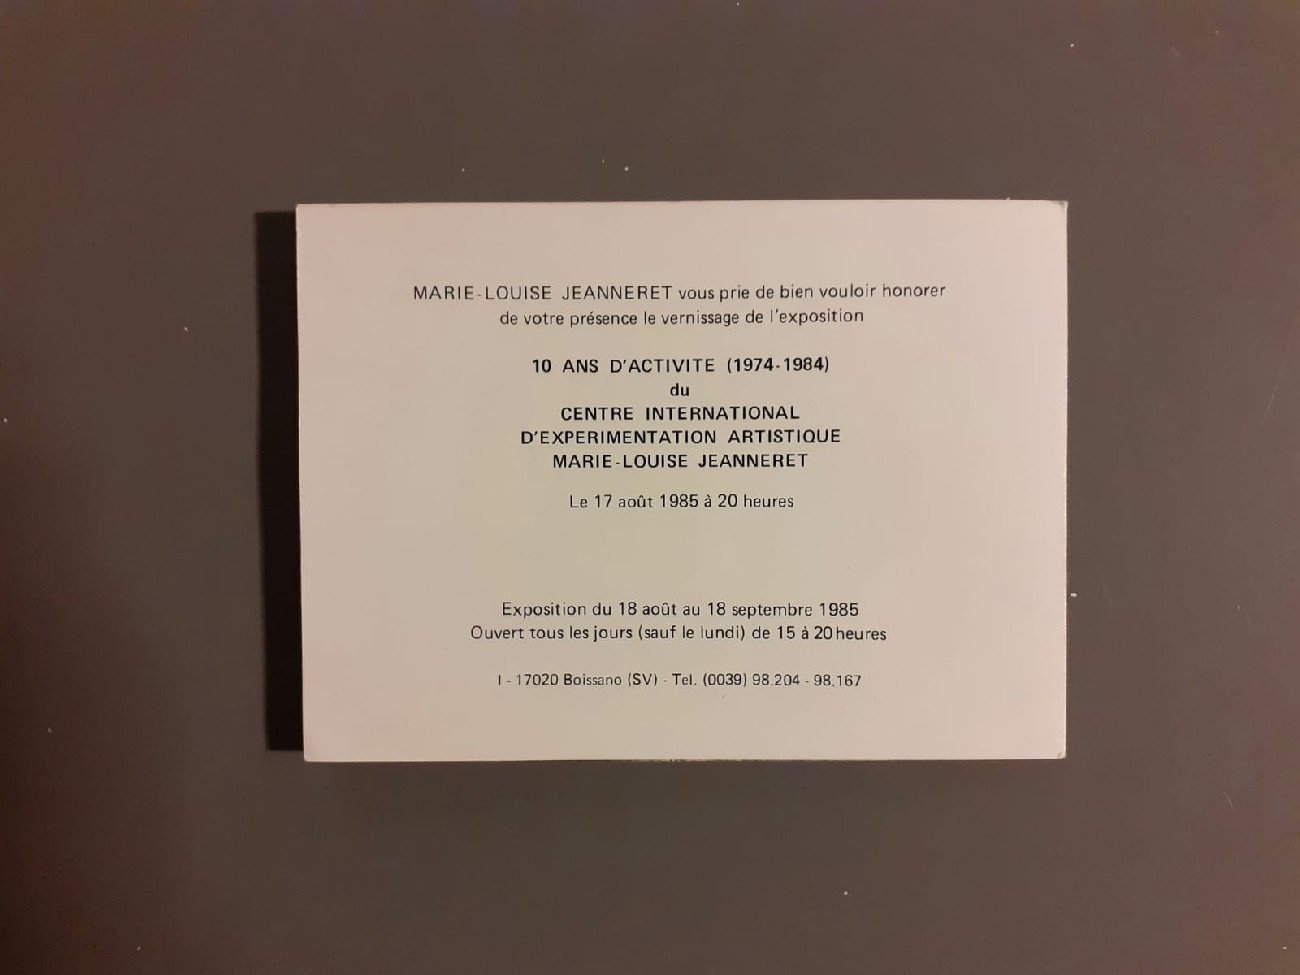 MARIE-LOUISE JEANNERET vous prie de bien vouloir honorer
de votre présence le vernissage de l'exposition
10 ANS D'ACTIVITE (1974-1984)
du
CENTRE INTERNATIONAL
D'EXPERIMENTATION ARTISTIQUE
MARIE-LOUISE JEANNERET
Le 17 août 1985 à 20 heures
Exposition du 18 août au 18 septembre 1985
Ouvert tous les jours (sauf le lundi) de 15 à 20 heures
I - 17020 Boissano (SV) - Tel. (0039) 98.204 - 98.167